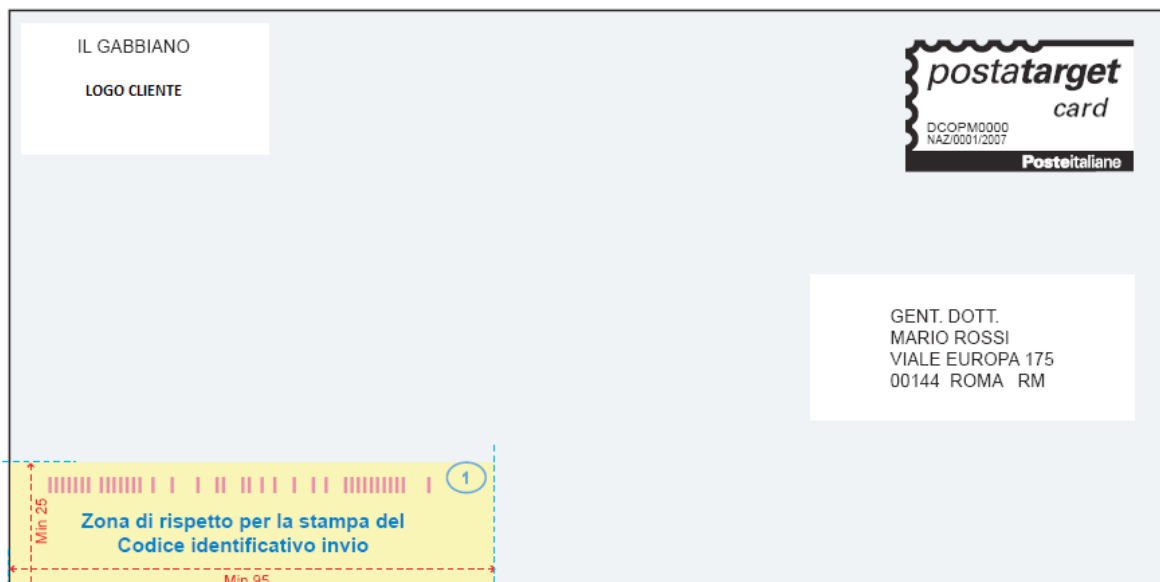 IL GABBIANO
LOGO CLIENTE
postatarget
card
DCOPM0000
NAZ/0001/2007
Posteitaliane
GENT. DOTT.
MARIO ROSSI
VIALE EUROPA 175
00144 ROMA RM
1
Min 25
Zona di rispetto per la stampa del
Codice identificativo invio
Min 95